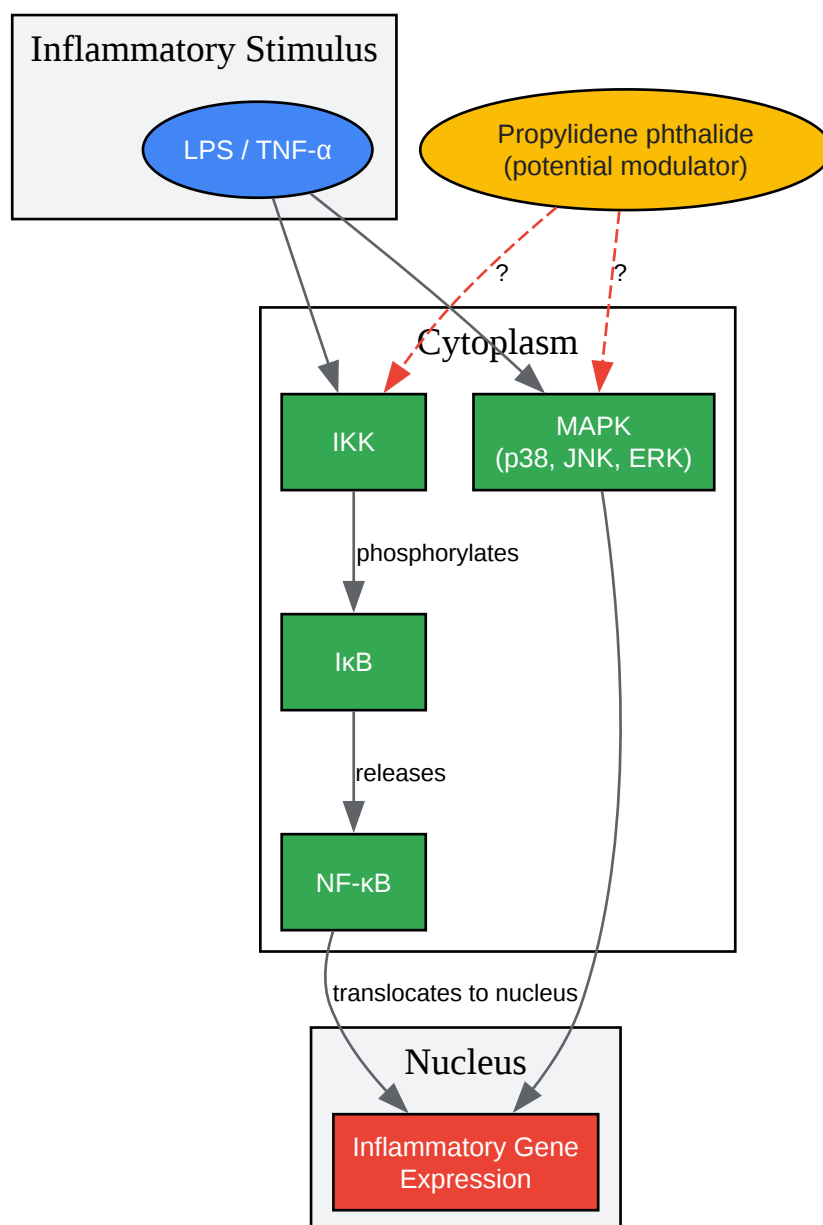 Inflammatory Stimulus
LPS / TNF-α
Propylidene phthalide
(potential modulator)
?
?
Cytoplasm
IKK
MAPK
(p38, JNK, ERK)
phosphorylates
IκB
releases
NF-κB
translocates to nucleus
Nucleus
Inflammatory Gene
Expression